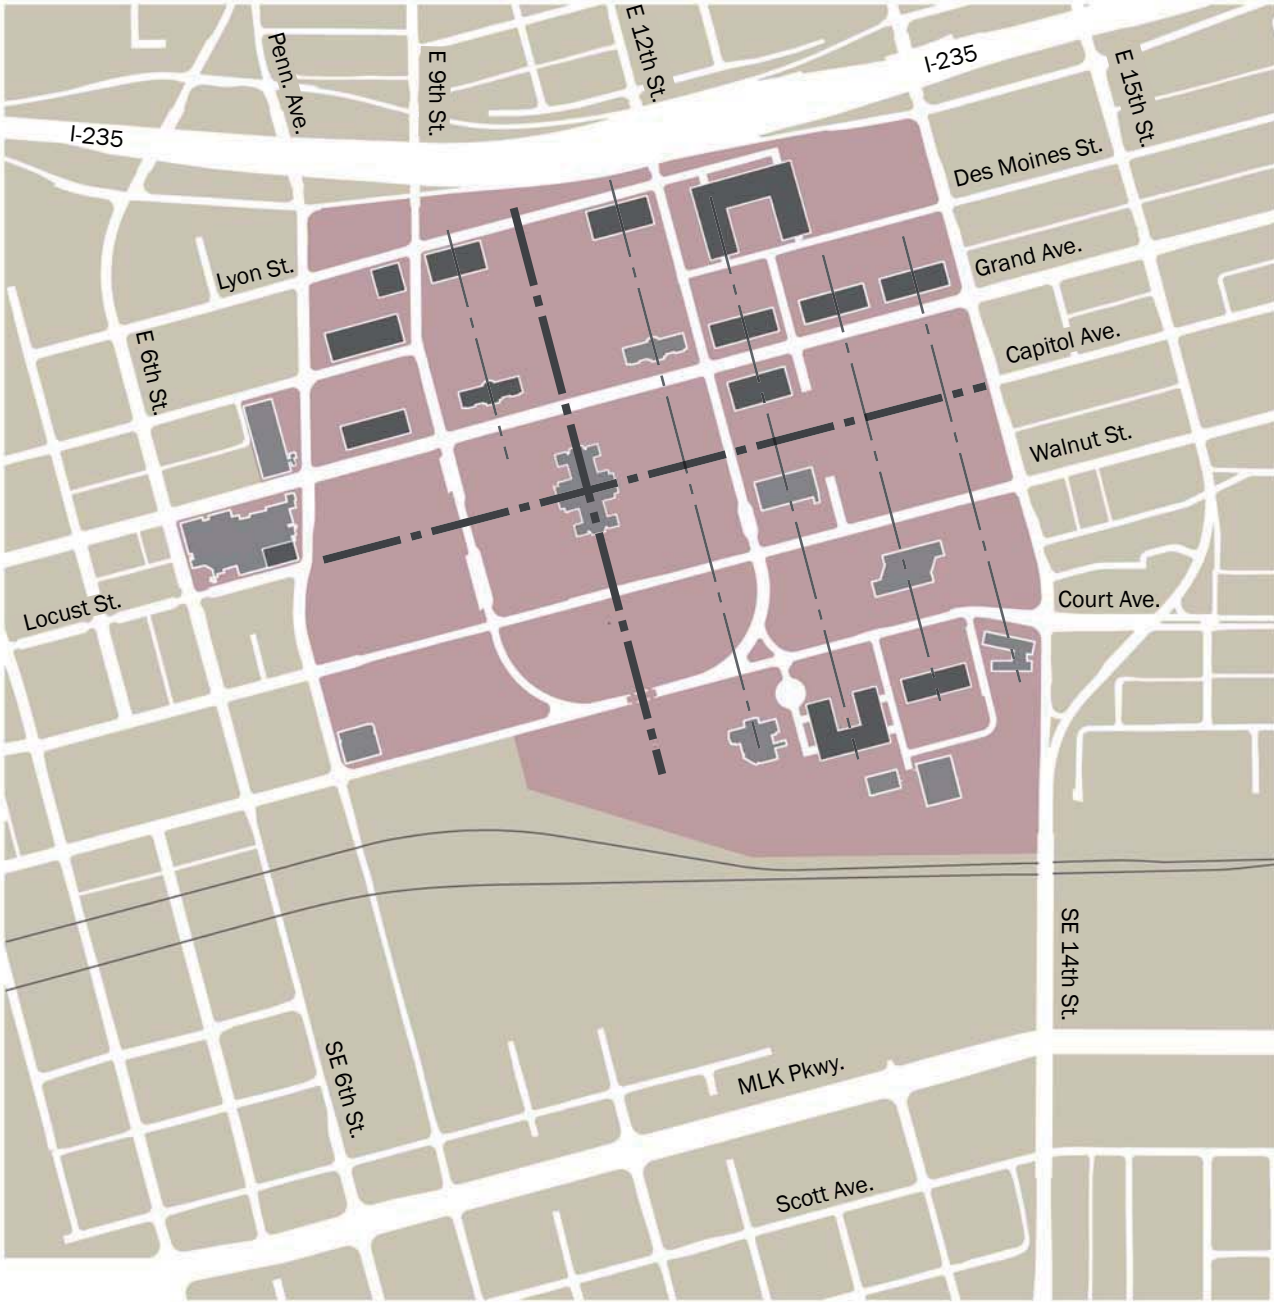 E 12th St.
Penn. Ave.
E 9th St.
I-235
E 15th St.
I-235
Des Moines St.
Grand Ave.
Lyon St.
Capitol Ave.
E 6th St.
Walnut St.
Locust St.
Court Ave.
SE 14th St.
SE 6th St.
MLK Pkwy.
Scott Ave.